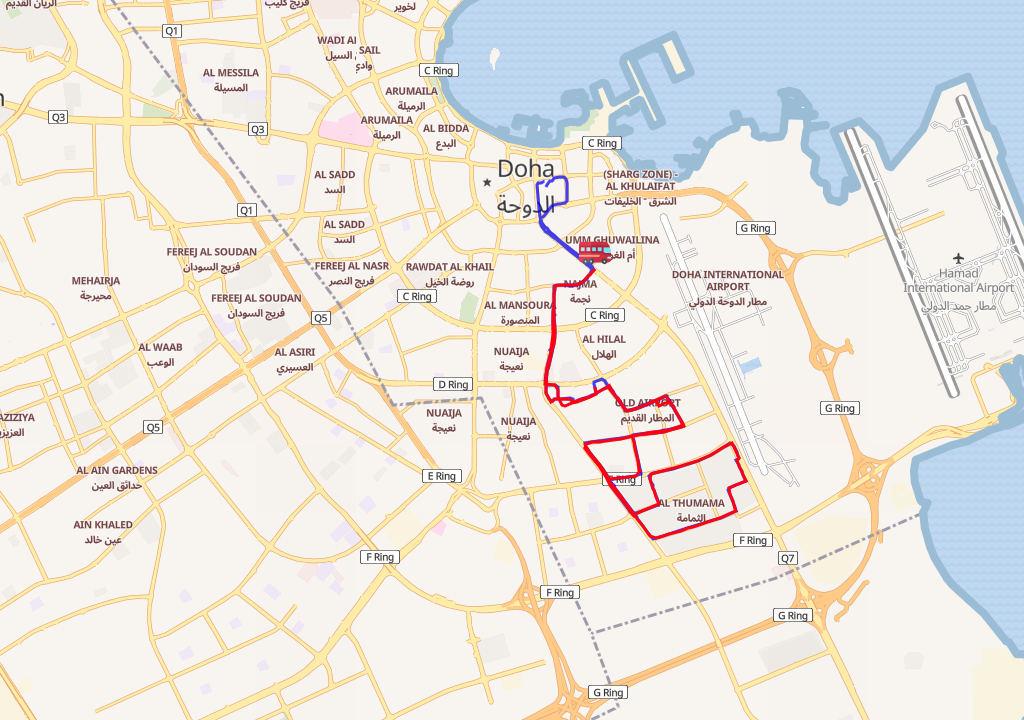 الريان القديم
فريج كليب
لخوير
Q1
WADI AL SAIL
وادي السيل
C Ring
AL MESSILA
المسيلة
ARUMAILA
الرميلة
Q3
Q3
ARUMAILA
الرميلة
AL BIDDA
البدع
C Ring
Doha
الدوحة
AL SADD
السد
(SHARG ZONE) -
AL KHULAIFAT
الشرق - الخليفات
Q1
AL SADD
السد
G Ring
UMM GHUWAILINA
FEREEJ AL SOUDAN
فريج السودان
FEREEJ AL NASR
فريج النصر
RAWDAT AL KHAIL
روضة الخيل
Hamad
International Airport
مطار حمد الدولي
DOHA INTERNATIONAL
AIRPORT
مطار الدوحة الدولي
MEHAIRJA
محيرجة
NAJMA
نجمة
C Ring
FEREEJ AL SOUDAN
فريج السودان
AL MANSOURA
المنصورة
C Ring
Q5
AL WAAB
الوعب
AL ASIRI
العسيري
NUAIJA
نعيجة
AL HILAL
الهلال
D Ring
OLD AIRPORT
المطار القديم
G Ring
NUAIJA
نعيجة
NUAIJA
نعيجة
AZIZIYA
Q5
AL AIN GARDENS
حدائق العين
E Ring
Ring
AL THUMAMA
الثمامة
AIN KHALED
عين خالد
F Ring
F Ring
Q7
F Ring
G Ring
G Ring